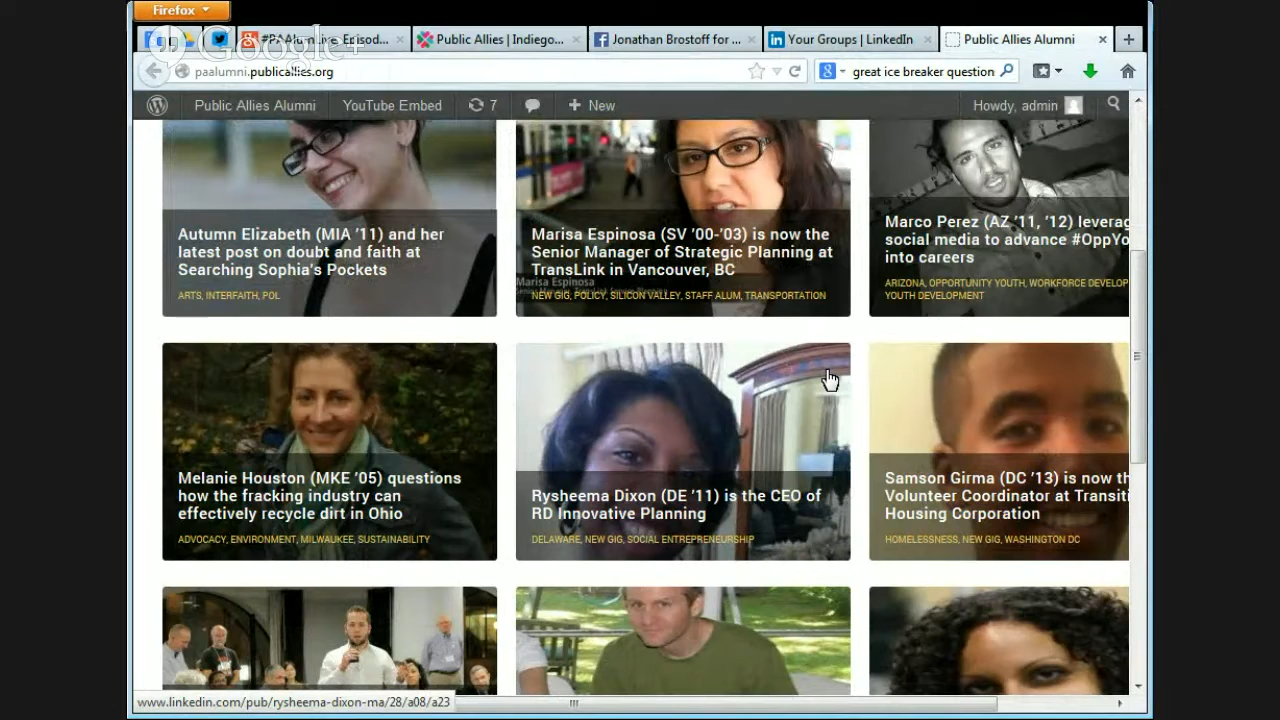 Firefox
Google+
#PAAlumLive, Episod...
Public Allies | Indiego...
Jonathan Brostoff for ...
Your Groups | LinkedIn
Public Allies Alumni
paalumni.publicallies.org
great ice breaker question
Public Allies Alumni
YouTube Embed
7
New
Howdy, admin
Autumn Elizabeth (MIA '11) and her
latest post on doubt and faith at
Searching Sophia's Pockets
ARTS, INTERFAITH, POL
Marisa Espinosa (SV '00-'03) is now the
Senior Manager of Strategic Planning at
TransLink in Vancouver, BC
Marisa Espinosa
NEW GIG, POLICY, SILICON VALLEY, STAFF ALUM, TRANSPORTATION
Marco Perez (AZ '11, '12) leverag
social media to advance #OppYo
into careers
ARIZONA, OPPORTUNITY YOUTH, WORKFORCE DEVELOP
YOUTH DEVELOPMENT
Melanie Houston (MKE '05) questions
how the fracking industry can
effectively recycle dirt in Ohio
ADVOCACY, ENVIRONMENT, MILWAUKEE, SUSTAINABILITY
Rysheema Dixon (DE '11) is the CEO of
RD Innovative Planning
DELAWARE, NEW GIG, SOCIAL ENTREPRENEURSHIP
Samson Girma (DC '13) is now th
Volunteer Coordinator at Transiti
Housing Corporation
HOMELESSNESS, NEW GIG, WASHINGTON DC
www.linkedin.com/pub/rysheema-dixon-ma/28/a08/a23